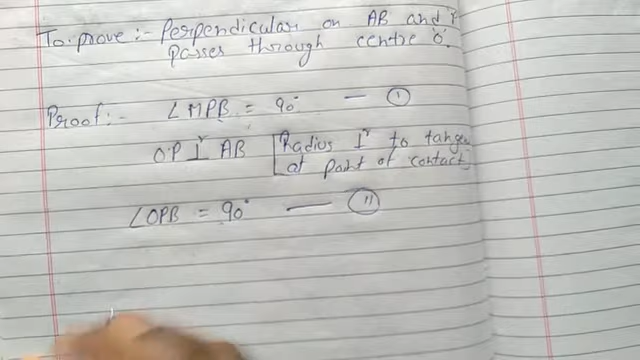 To prove :- Perpendicular on AB and P
passes through centre 'O'.
Proof :- ∠MPB = 90° — (I)
OP ⊥r AB [Radius ⊥r to tange
at point of contact]
∠OPB = 90° — (II)